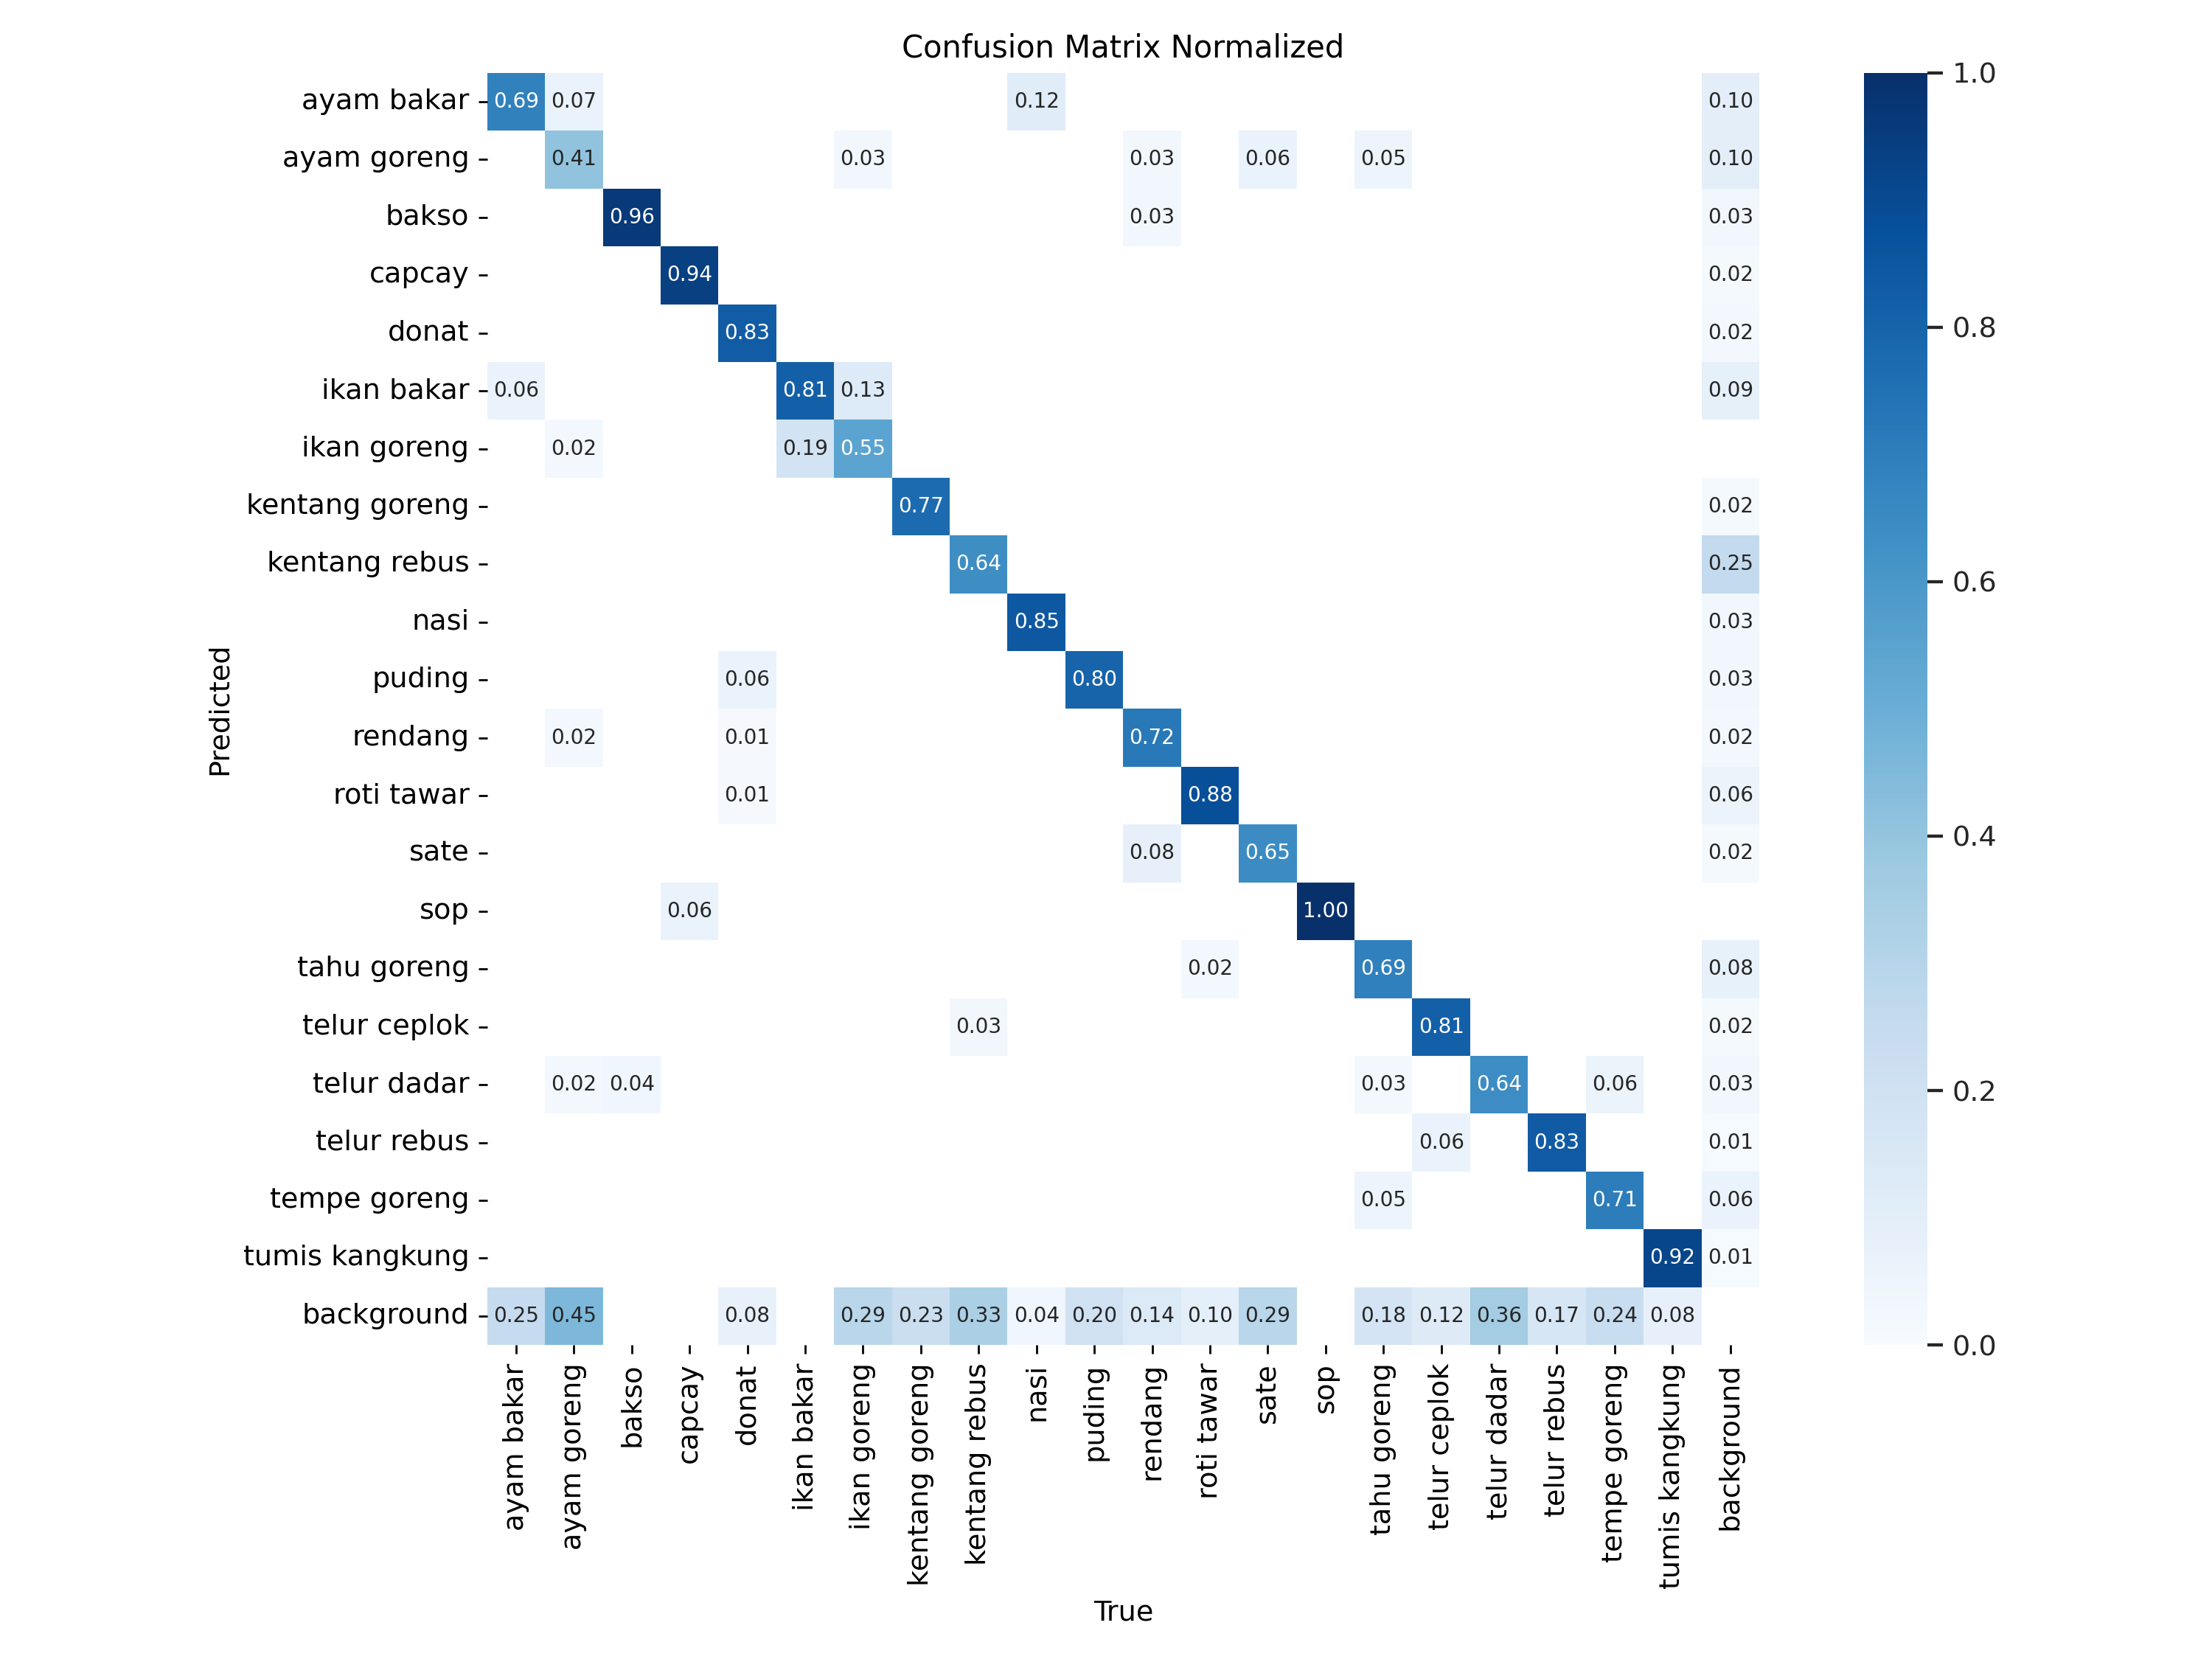 Confusion Matrix Normalized
ayam bakar 0.69 0.07 0.12 0.10
ayam goreng 0.41 0.03 0.03 0.06 0.05 0.10
bakso 0.96 0.03 0.03
capcay 0.94 0.02
donat 0.83 0.02
ikan bakar 0.06 0.81 0.13 0.09
ikan goreng 0.02 0.19 0.55
kentang goreng 0.77 0.02
kentang rebus 0.64 0.25
nasi 0.85 0.03
puding 0.06 0.80 0.03
rendang 0.02 0.01 0.72 0.02
roti tawar 0.01 0.88 0.06
sate 0.08 0.65 0.02
sop 0.06 1.00
tahu goreng 0.02 0.69 0.08
telur ceplok 0.03 0.81 0.02
telur dadar 0.02 0.04 0.03 0.64 0.06 0.03
telur rebus 0.06 0.83 0.01
tempe goreng 0.05 0.71 0.06
tumis kangkung 0.92 0.01
background 0.25 0.45 0.08 0.29 0.23 0.33 0.04 0.20 0.14 0.10 0.29 0.18 0.12 0.36 0.17 0.24 0.08
Predicted
ayam bakar
ayam goreng
bakso
capcay
donat
ikan bakar
ikan goreng
kentang goreng
kentang rebus
nasi
puding
rendang
roti tawar
sate
sop
tahu goreng
telur ceplok
telur dadar
telur rebus
tempe goreng
tumis kangkung
background
True
1.0
0.8
0.6
0.4
0.2
0.0